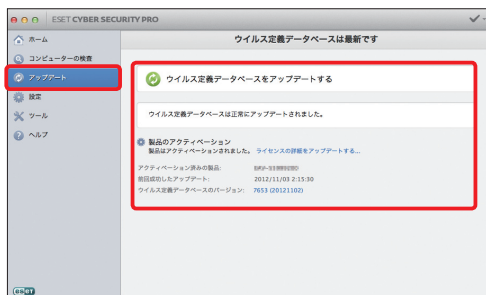 ESET CYBER SECURITY PRO
ホーム
コンピューターの検査
アップデート
設定
ツール
ヘルプ
ウイルス定義データベースは最新です
ウイルス定義データベースをアップデートする
ウイルス定義データベースは正常にアップデートされました。
製品のアクティベーション
製品はアクティベーションされました。 ライセンスの詳細をアップデートする...
アクティベーション済みの製品:
前回成功したアップデート: 2012/11/03 2:15:30
ウイルス定義データベースのバージョン: 7653 (20121102)
eset